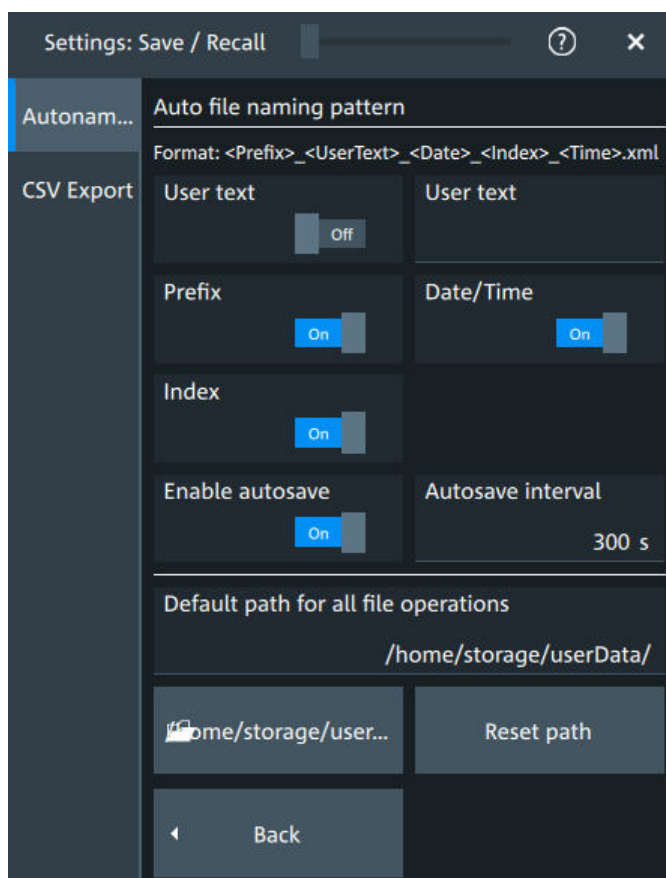 Settings: Save / Recall ?
Autonam...
Auto file naming pattern
Format: <Prefix>_<UserText>_<Date>_<Index>_<Time>.xml
CSV Export
User text
Off
User text
Prefix
On
Date/Time
On
Index
On
Enable autosave
On
Autosave interval
300 s
Default path for all file operations
/home/storage/userData/
/home/storage/user...
Reset path
Back